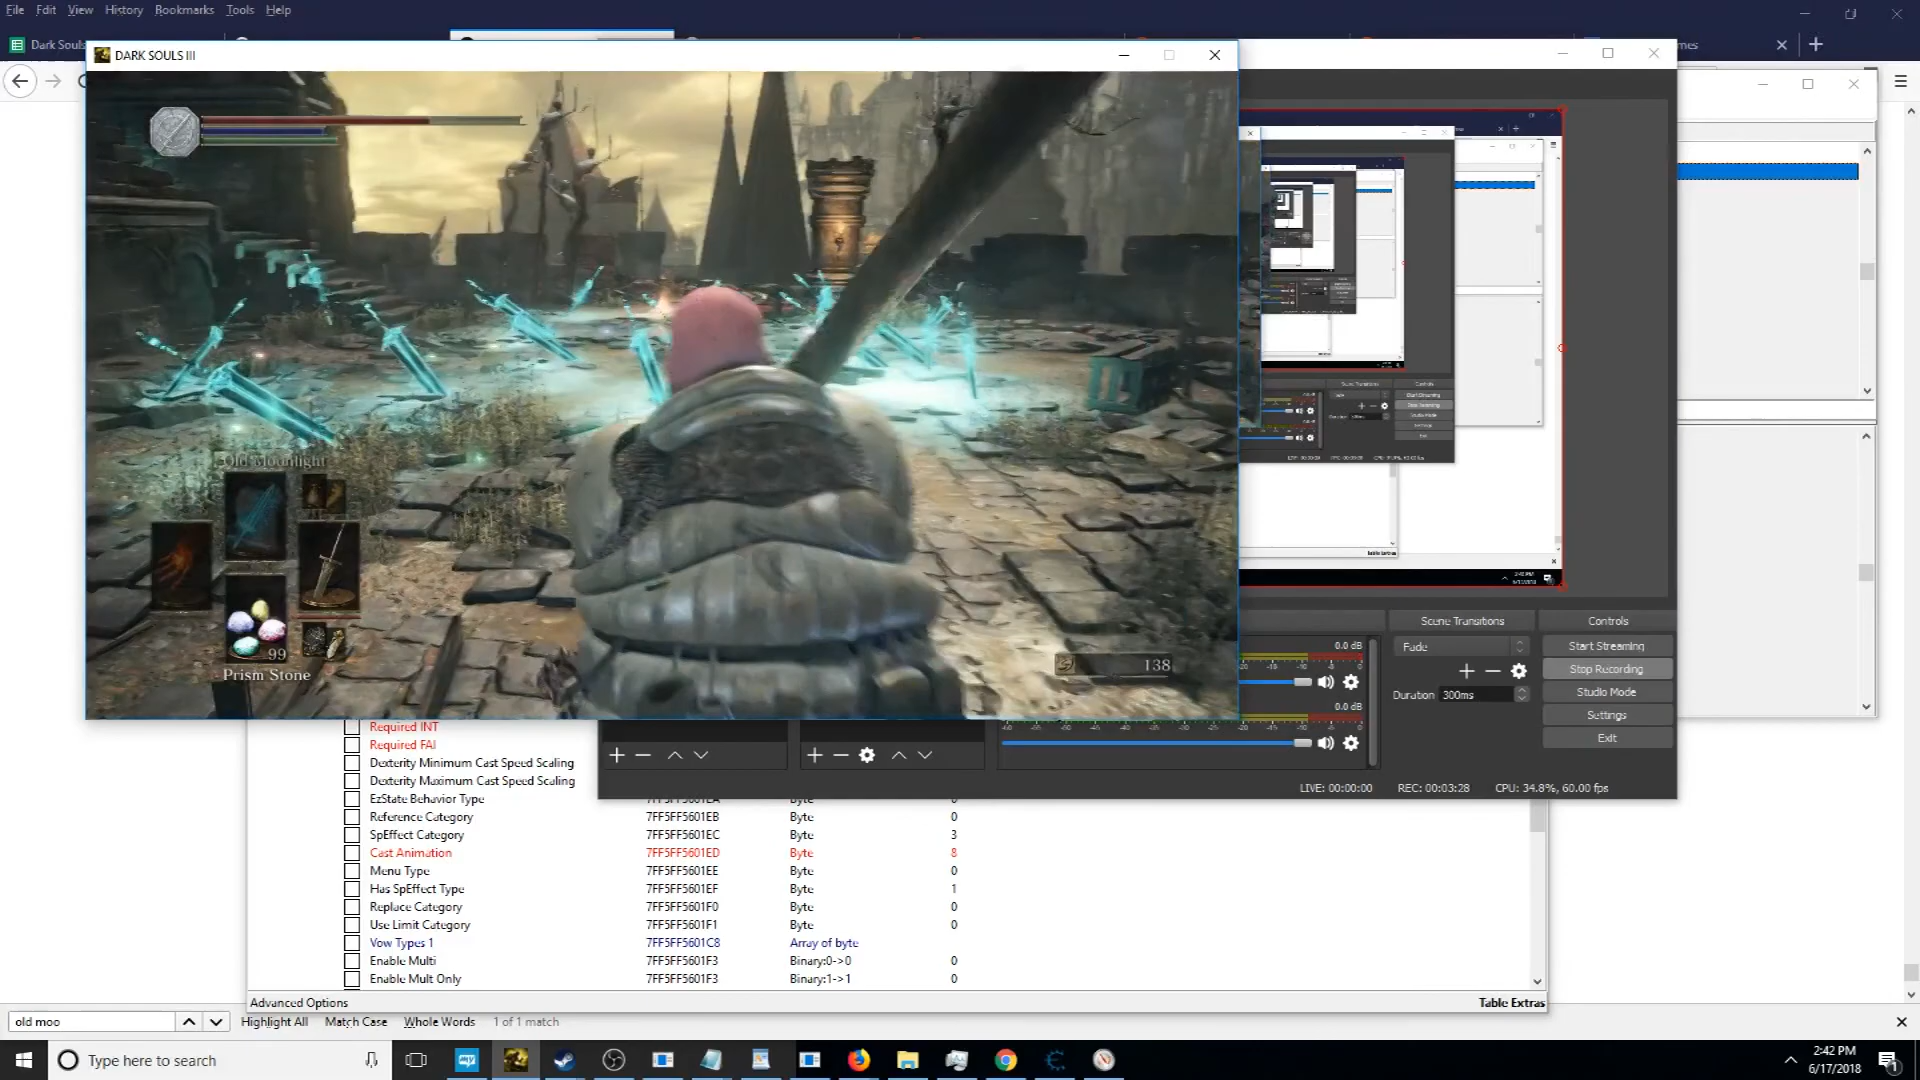 File Edit View History Bookmarks Tools Help
Dark Souls
mes
DARK SOULS III
Old Moonlight
99
Prism Stone
138
0.0 dB
0.0 dB
Scene Transitions
Fade
Duration 300ms
Controls
Start Streaming
Stop Recording
Studio Mode
Settings
Exit
LIVE: 00:00:00 REC: 00:03:28 CPU: 34.8%, 60.00 fps
Required INT
Required FAI
Dexterity Minimum Cast Speed Scaling
Dexterity Maximum Cast Speed Scaling
EzState Behavior Type 7FF5FF5601EA Byte 0
Reference Category 7FF5FF5601EB Byte 0
SpEffect Category 7FF5FF5601EC Byte 3
Cast Animation 7FF5FF5601ED Byte 8
Menu Type 7FF5FF5601EE Byte 0
Has SpEffect Type 7FF5FF5601EF Byte 1
Replace Category 7FF5FF5601F0 Byte 0
Use Limit Category 7FF5FF5601F1 Byte 0
Vow Types 1 7FF5FF5601C8 Array of byte
Enable Multi 7FF5FF5601F3 Binary:0->0 0
Enable Mult Only 7FF5FF5601F3 Binary:1->1 0
Advanced Options Table Extras
old moo Highlight All Match Case Whole Words 1 of 1 match
Type here to search
2:42 PM
6/17/2018